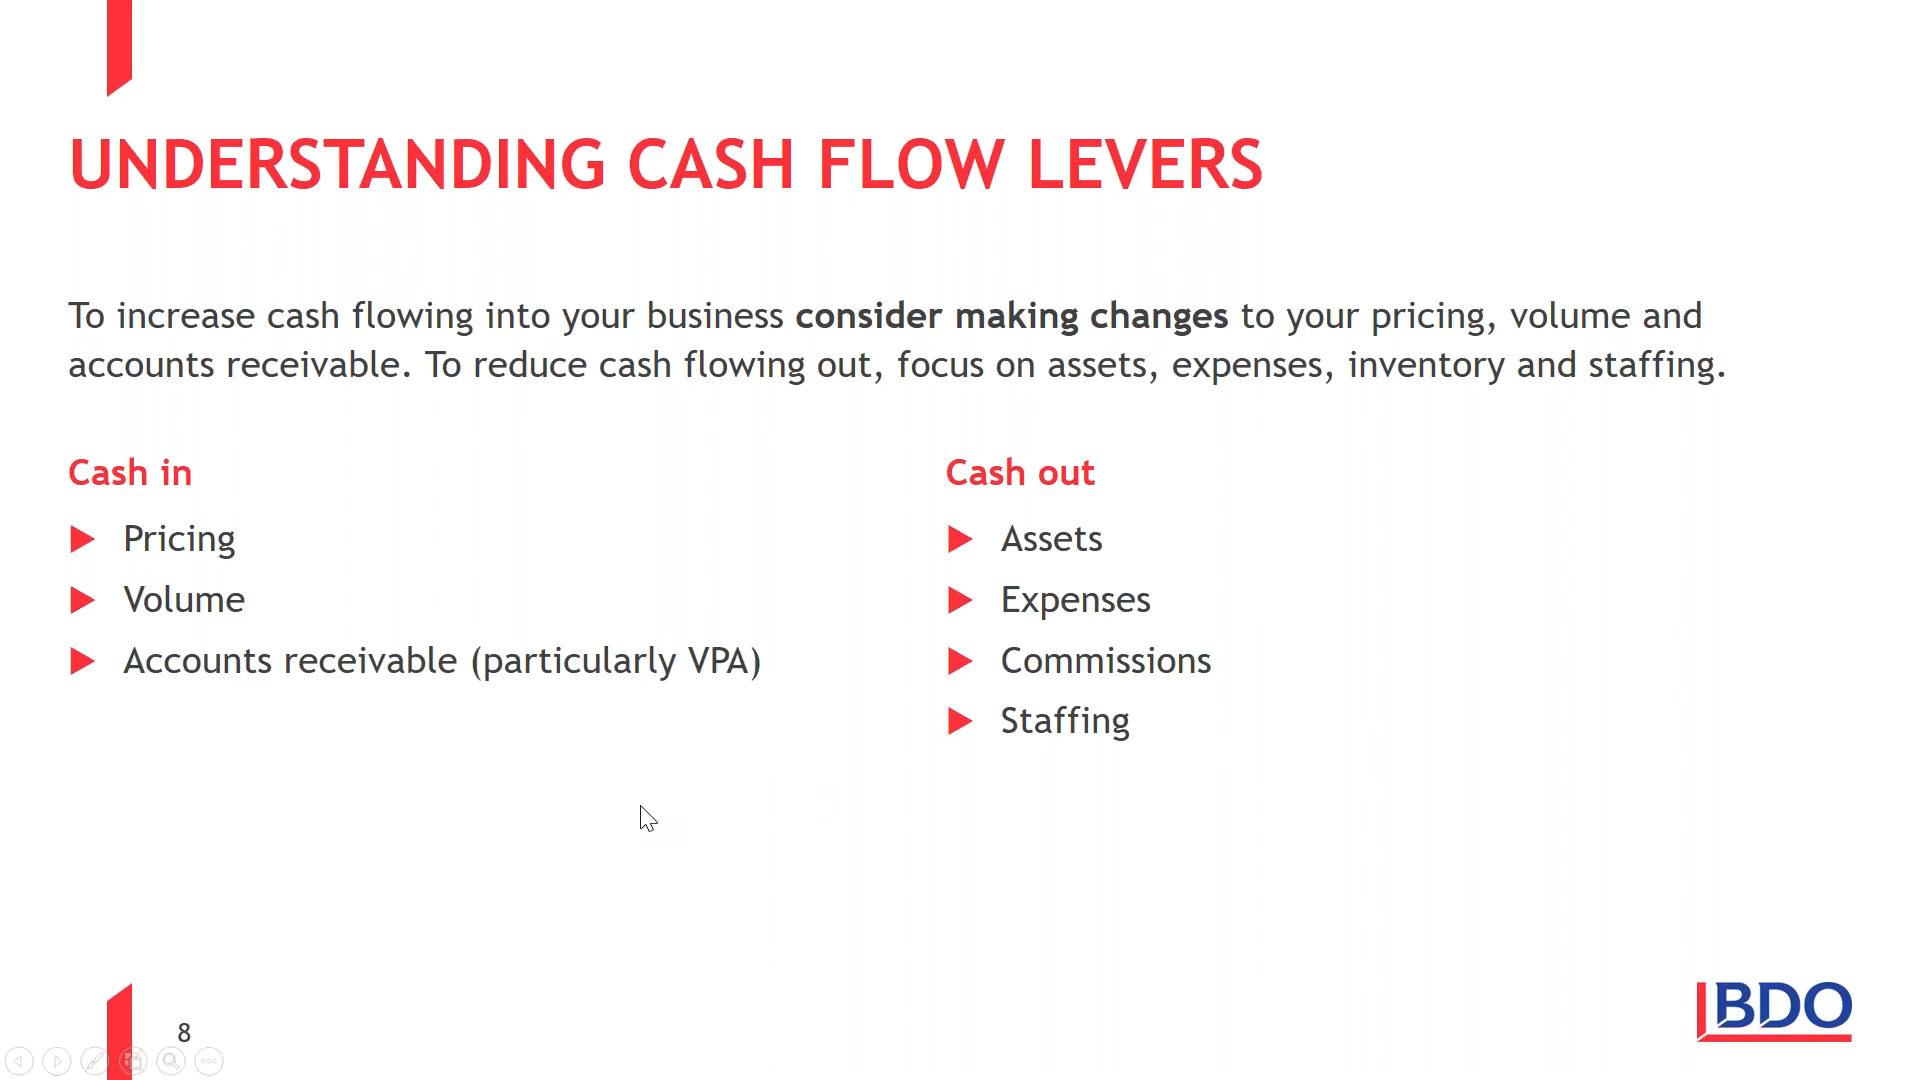 UNDERSTANDING CASH FLOW LEVERS
To increase cash flowing into your business consider making changes to your pricing, volume and
accounts receivable. To reduce cash flowing out, focus on assets, expenses, inventory and staffing.
Cash in
Pricing
Volume
Accounts receivable (particularly VPA)
Cash out
Assets
Expenses
Commissions
Staffing
8
BDO